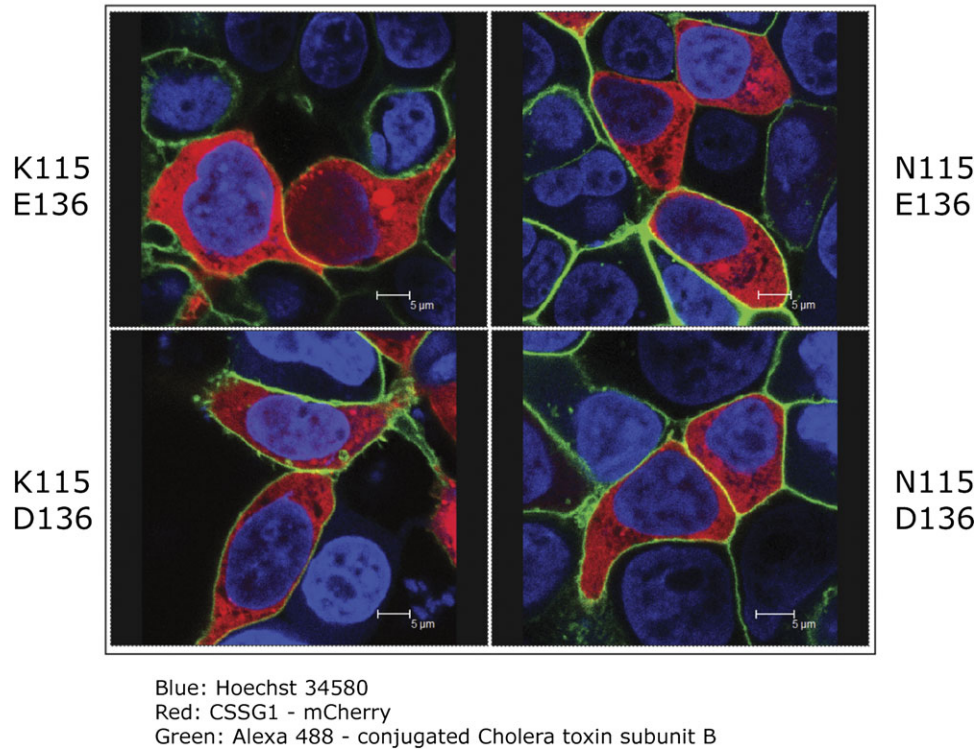 K115
E136
N115
E136
5 µm
5 µm
K115
D136
N115
D136
5 µm
5 µm
Blue: Hoechst 34580
Red: CSSG1 - mCherry
Green: Alexa 488 - conjugated Cholera toxin subunit B